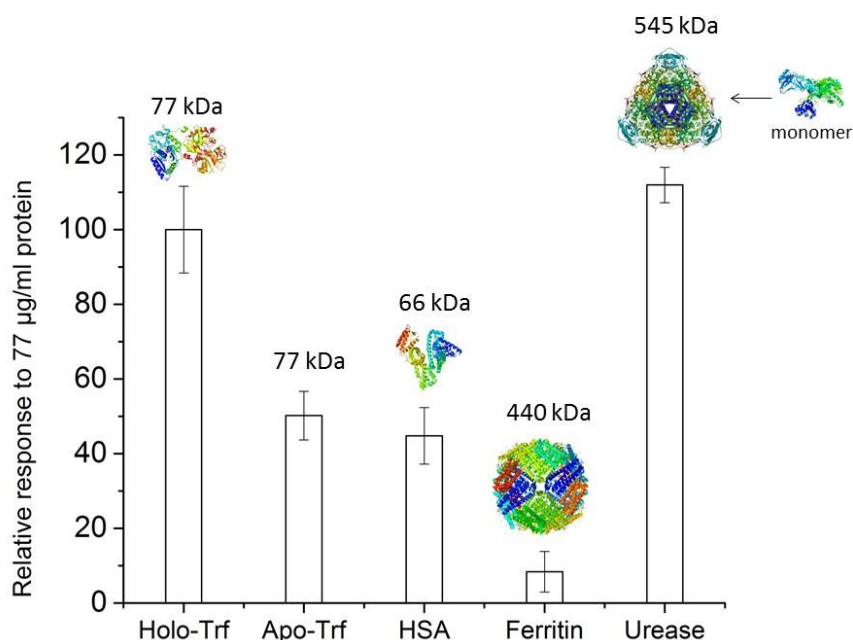 545 kDa
77 kDa
monomer
120
100
80
60
40
20
0
Relative response to 77 µg/ml protein
66 kDa
77 kDa
440 kDa
Holo-Trf Apo-Trf HSA Ferritin Urease